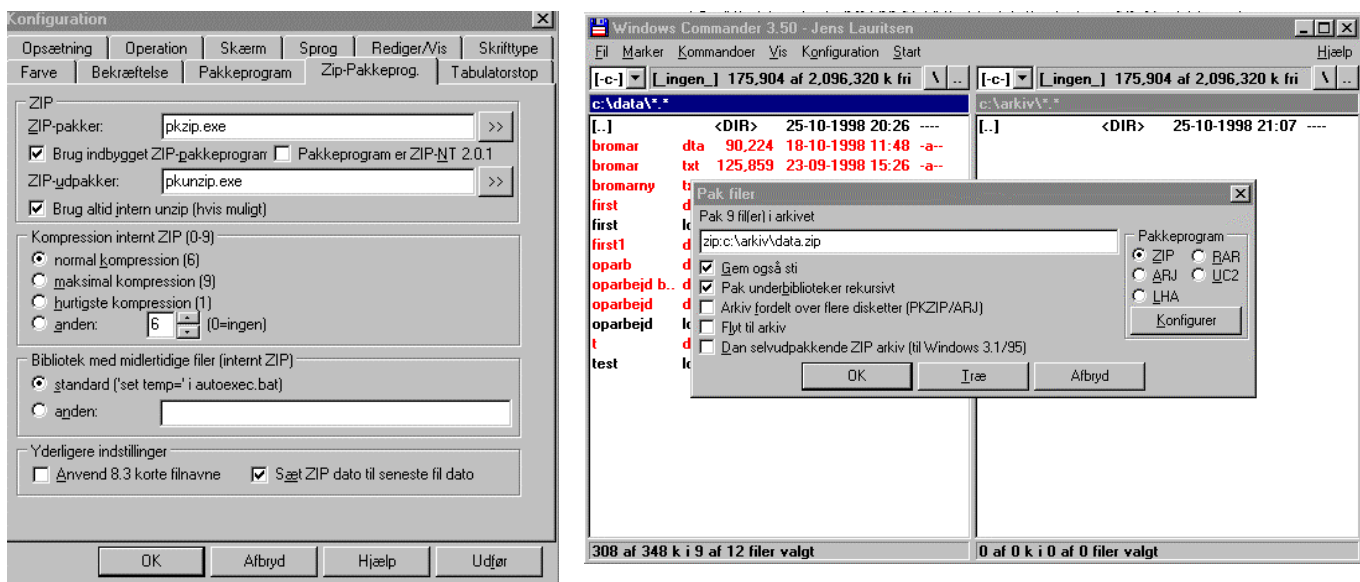 Konfiguration
Opsætning Operation Skærm Sprog Rediger/Vis Skrifttype
Farve Bekræftelse Pakkeprogram Zip-Pakkeprog. Tabulatorstop
ZIP
ZIP-pakker: pkzip.exe >>
Brug indbygget ZIP-pakkeprogram Pakkeprogram er ZIP-NT 2.0.1
ZIP-udpakker: pkunzip.exe >>
Brug altid intern unzip (hvis muligt)
Kompression internt ZIP (0-9)
normal kompression (6)
maksimal kompression (9)
hurtigste kompression (1)
anden: 6 (0=ingen)
Bibliotek med midlertidige filer (internt ZIP)
standard ('set temp=' i autoexec.bat)
anden:
Yderligere indstillinger
Anvend 8.3 korte filnavne Sæt ZIP dato til seneste fil dato
OK Afbryd Hjælp Udfør
Windows Commander 3.50 - Jens Lauritsen
Fil Marker Kommandoer Vis Konfiguration Start Hjælp
[-c-] [_ingen_] 175,904 af 2,096,320 k fri \ ..
c:\data\*.*
[..] <DIR> 25-10-1998 20:26 ----
bromar dta 90,224 18-10-1998 11:48 -a--
bromar txt 125,859 23-09-1998 15:26 -a--
bromarny
first
first
first1
oparb
oparbejd b..
oparbejd
oparbejd
t
test
308 af 348 k i 9 af 12 filer valgt
[-c-] [_ingen_] 175,904 af 2,096,320 k fri \ ..
c:\arkiv\*.*
[..] <DIR> 25-10-1998 21:07 ----
0 af 0 k i 0 af 0 filer valgt
Pak filer
Pak 9 fil(er) i arkivet
zip:c:\arkiv\data.zip
Gem også sti
Pak underbiblioteker rekursivt
Arkiv fordelt over flere disketter (PKZIP/ARJ)
Flyt til arkiv
Dan selvudpakkende ZIP arkiv (til Windows 3.1/95)
OK Træ Afbryd
Pakkeprogram
ZIP RAR
ARJ UC2
LHA
Konfigurer